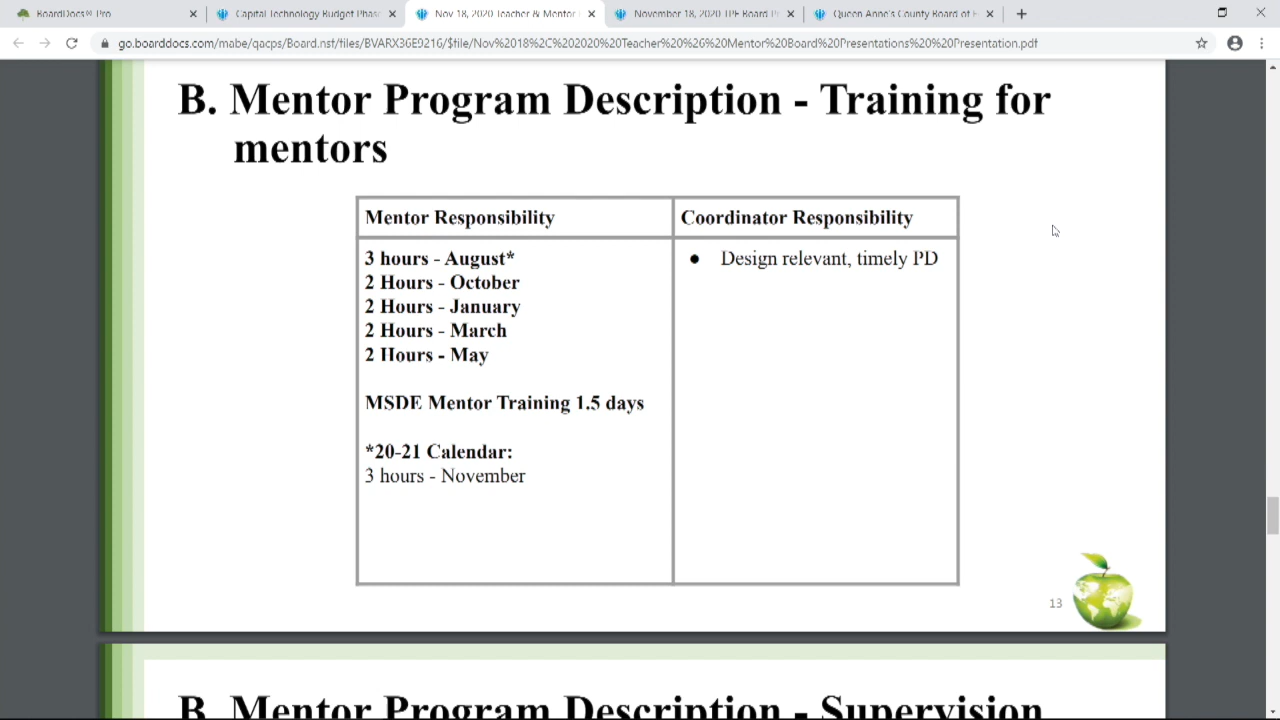 BoardDocs® Pro
Capital Technology Budget Phase
Nov 18, 2020 Teacher & Mentor
November 18, 2020 TPE Board P
Queen Anne's County Board of E
go.boarddocs.com/mabe/qacps/Board.nsf/files/BVARX36E9216/$file/Nov%2018%2C%202020%20Teacher%20%26%20Mentor%20Board%20Presentations%20%20Presentation.pdf
B. Mentor Program Description - Training for
mentors
Mentor Responsibility
Coordinator Responsibility
3 hours - August*
2 Hours - October
2 Hours - January
2 Hours - March
2 Hours - May
MSDE Mentor Training 1.5 days
*20-21 Calendar:
3 hours - November
● Design relevant, timely PD
13
B. Mentor Program Description - Supervision